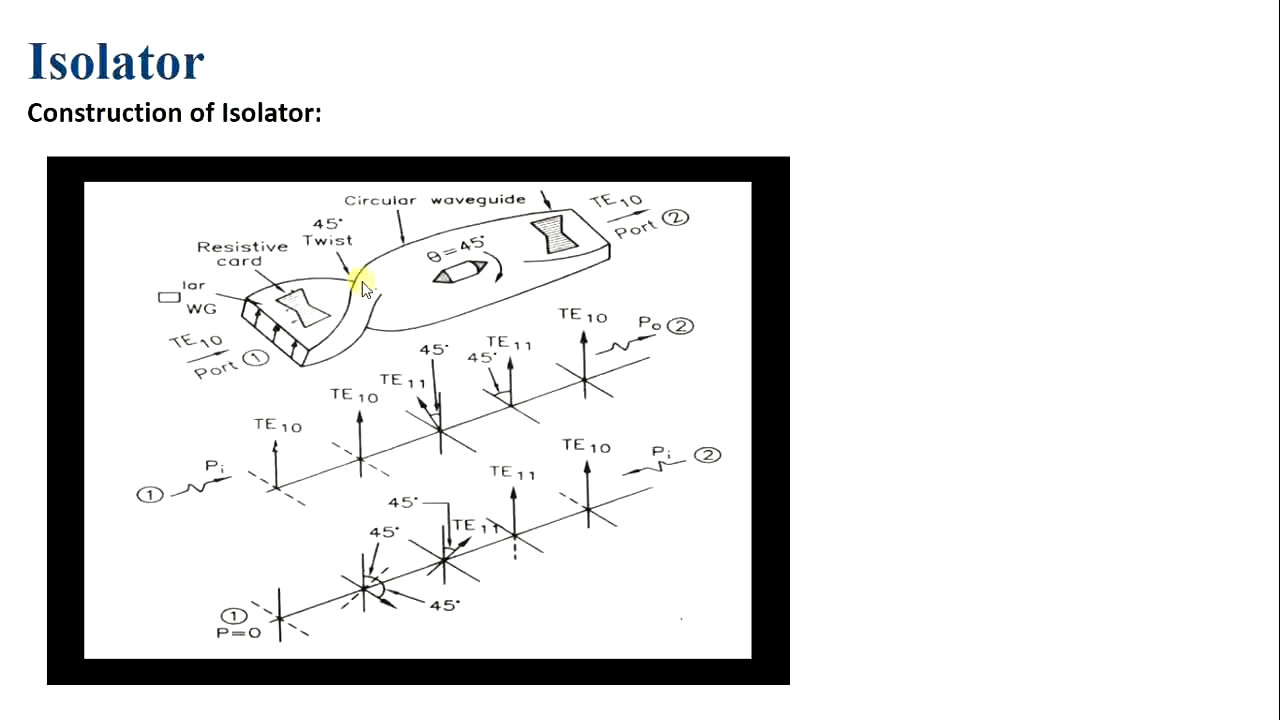 Isolator
Construction of Isolator:
Circular waveguide
TE10
Port 2
45°
Twist
θ=45°
Resistive
card
lar
WG
TE10
Port 1
TE10
Po 2
TE11
45°
45°
TE11
TE10
TE10
Pi
1
TE10
Pi 2
TE11
45°
TE11
45°
45°
1
P=0